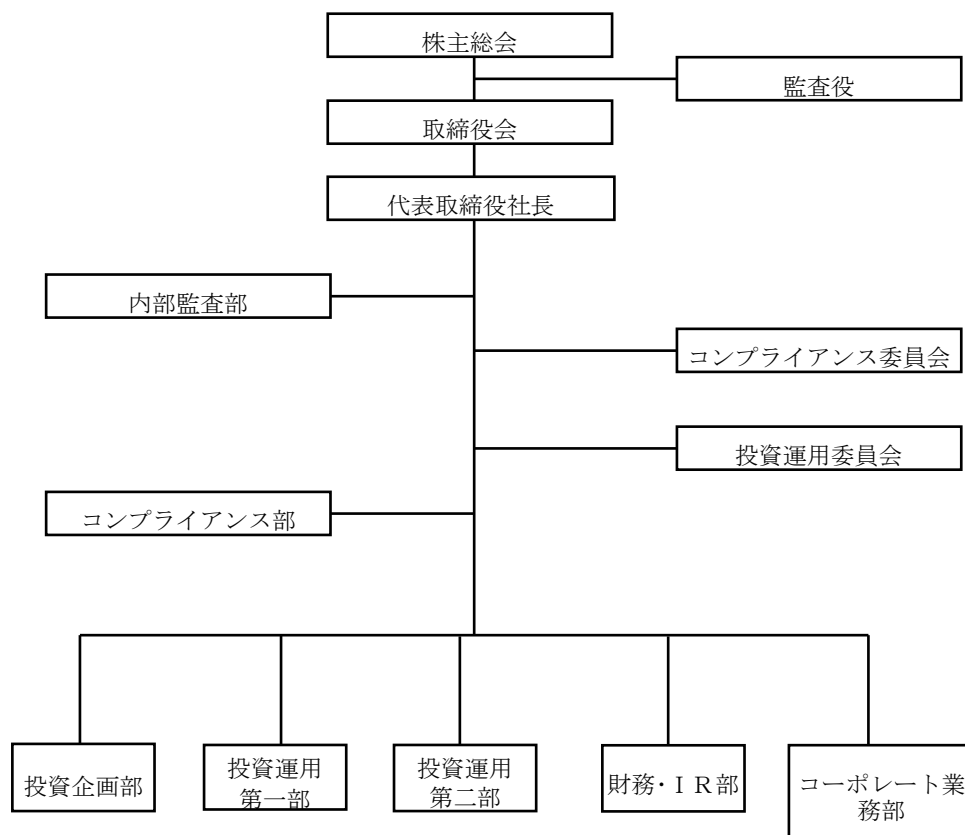 株主総会
監査役
取締役会
代表取締役社長
内部監査部
コンプライアンス委員会
投資運用委員会
コンプライアンス部
投資企画部
投資運用
第一部
投資運用
第二部
財務・ＩＲ部
コーポレート業
務部